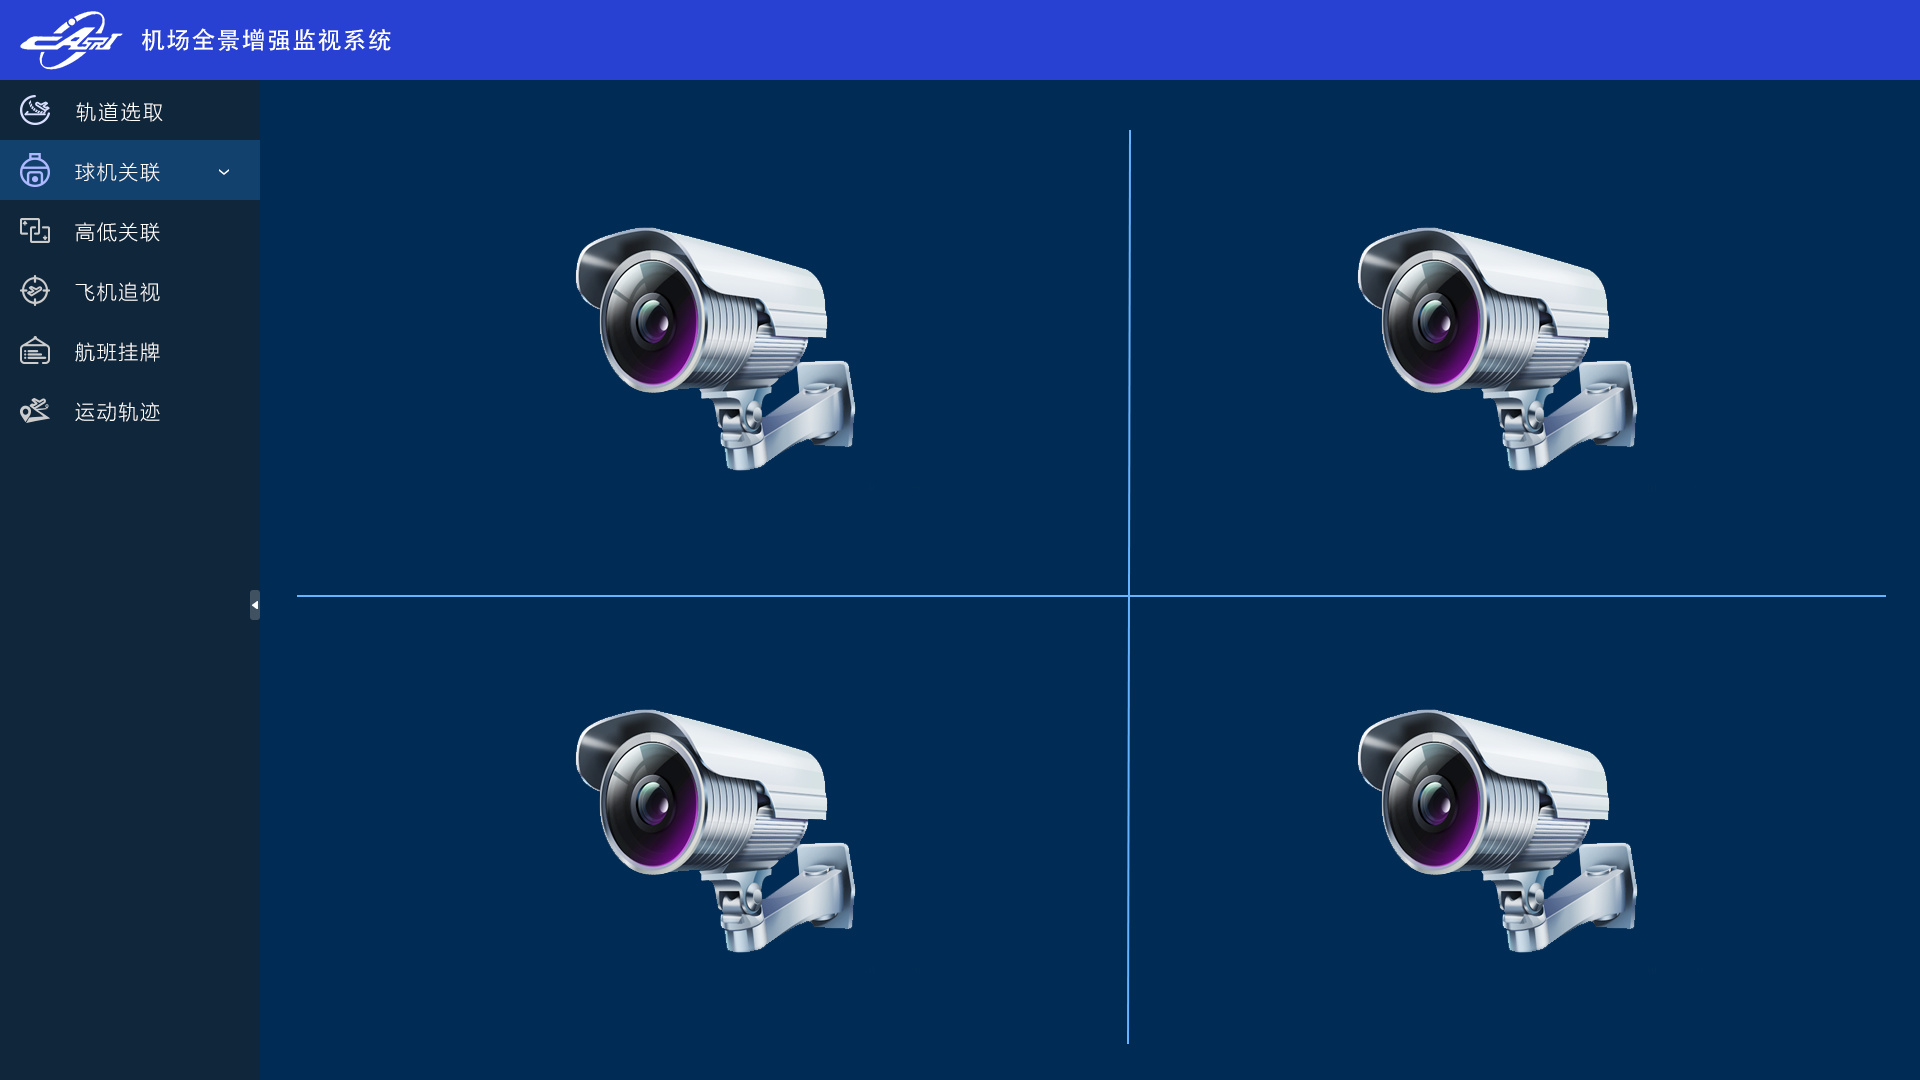 机场全景增强监视系统
轨道选取
球机关联
高低关联
飞机追视
航班挂牌
运动轨迹